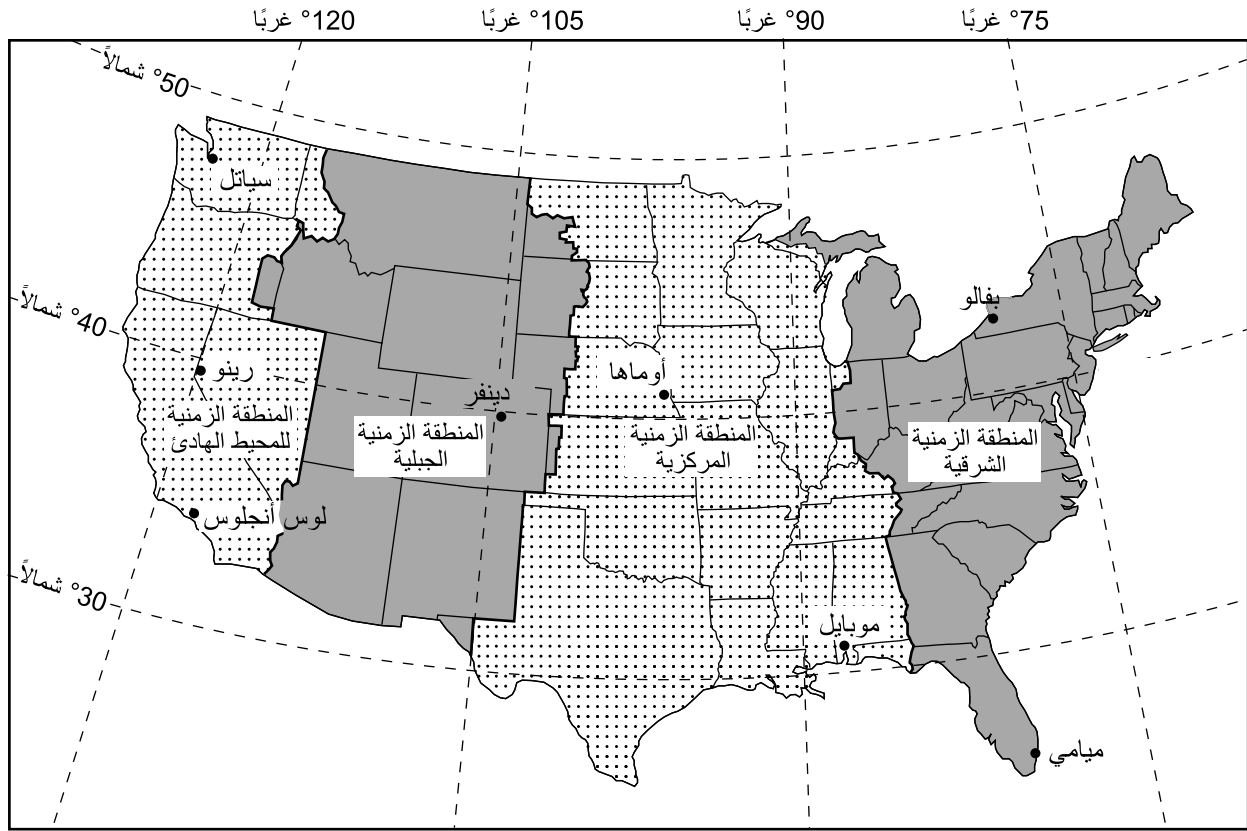 120° غربًا
105° غربًا
90° غربًا
75° غربًا
50° شمالاً
40° شمالاً
30° شمالاً
سياتل
بفالو
رينو
أوماها
دينفر
المنطقة الزمنية
للمحيط الهادئ
المنطقة الزمنية
الجبلية
المنطقة الزمنية
المركزية
المنطقة الزمنية
الشرقية
لوس أنجلوس
موبايل
ميامي